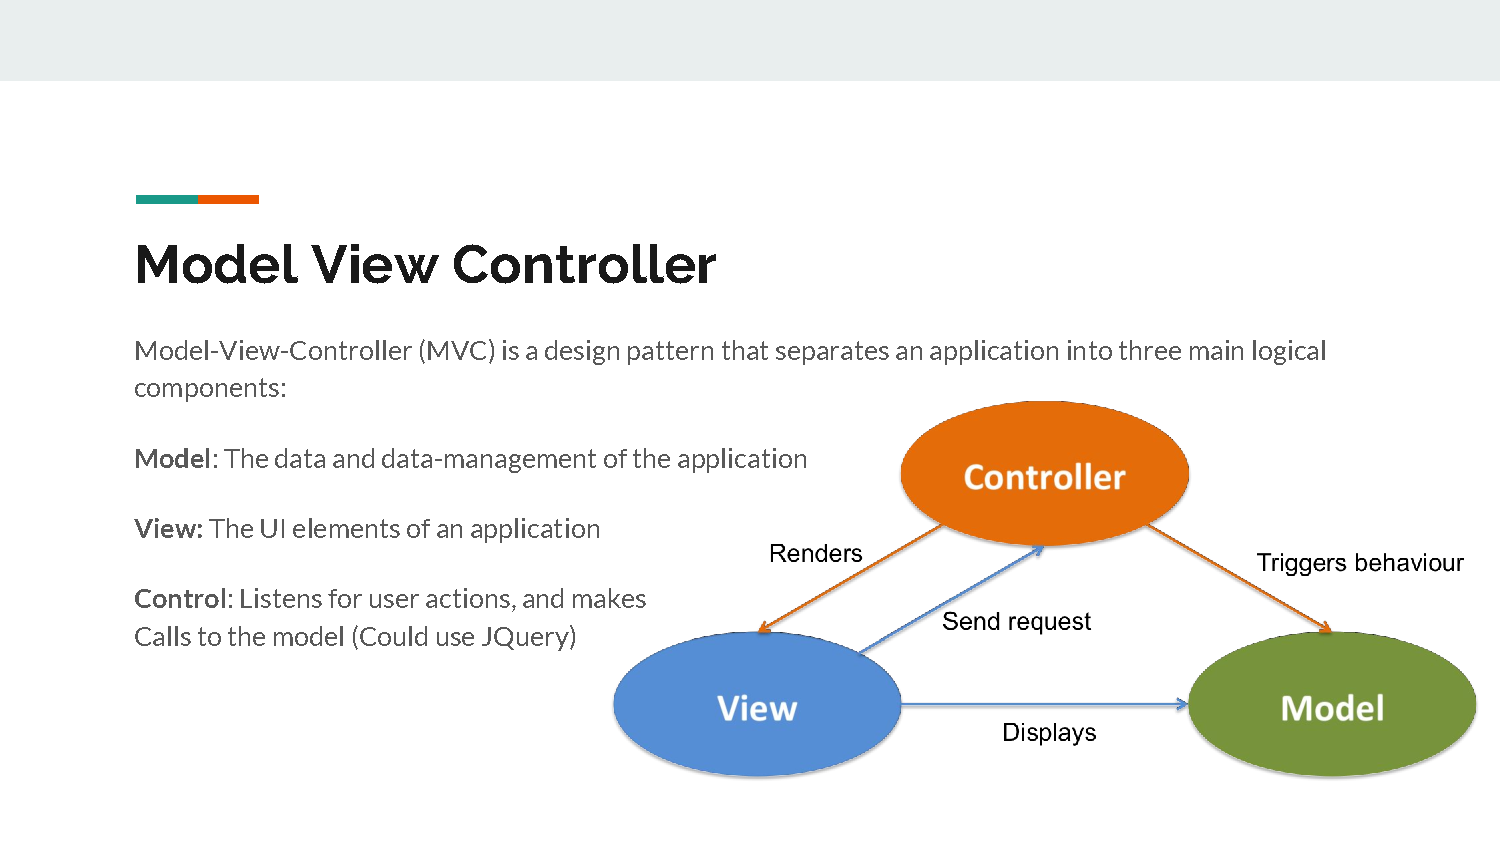 Model View Controller
Model-View-Controller (MVC) is a design pattern that separates an application into three main logical
components:
Model: The data and data-management of the application
View: The UI elements of an application
Control: Listens for user actions, and makes
Calls to the model (Could use JQuery)
Controller
Renders
Triggers behaviour
Send request
View
Model
Displays